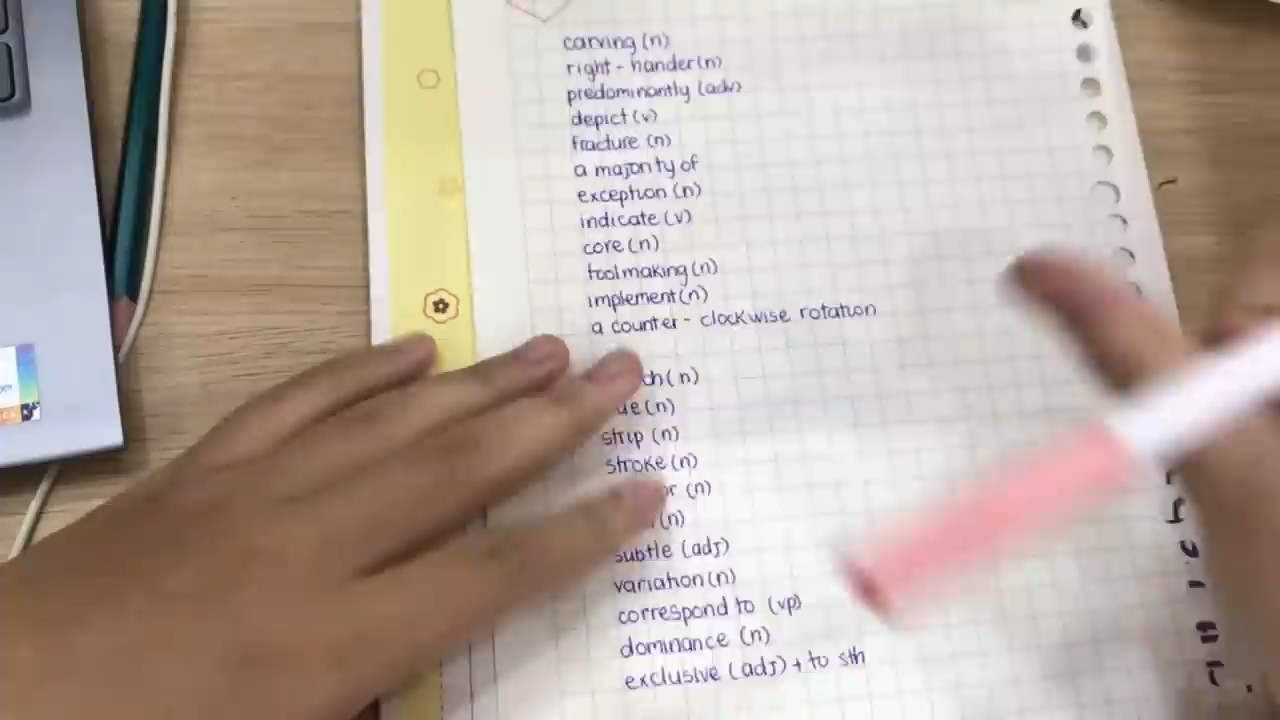 carving (n)
right - hander (n)
predominantly (adv)
depict (v)
fracture (n)
a majority of
exception (n)
indicate (v)
core (n)
toolmaking (n)
implement (n)
a counter - clockwise rotation
(n)
(n)
strip (n)
stroke (n)
(n)
(n)
subtle (adj)
variation (n)
correspond to (vp)
dominance (n)
exclusive (adj) + to sth